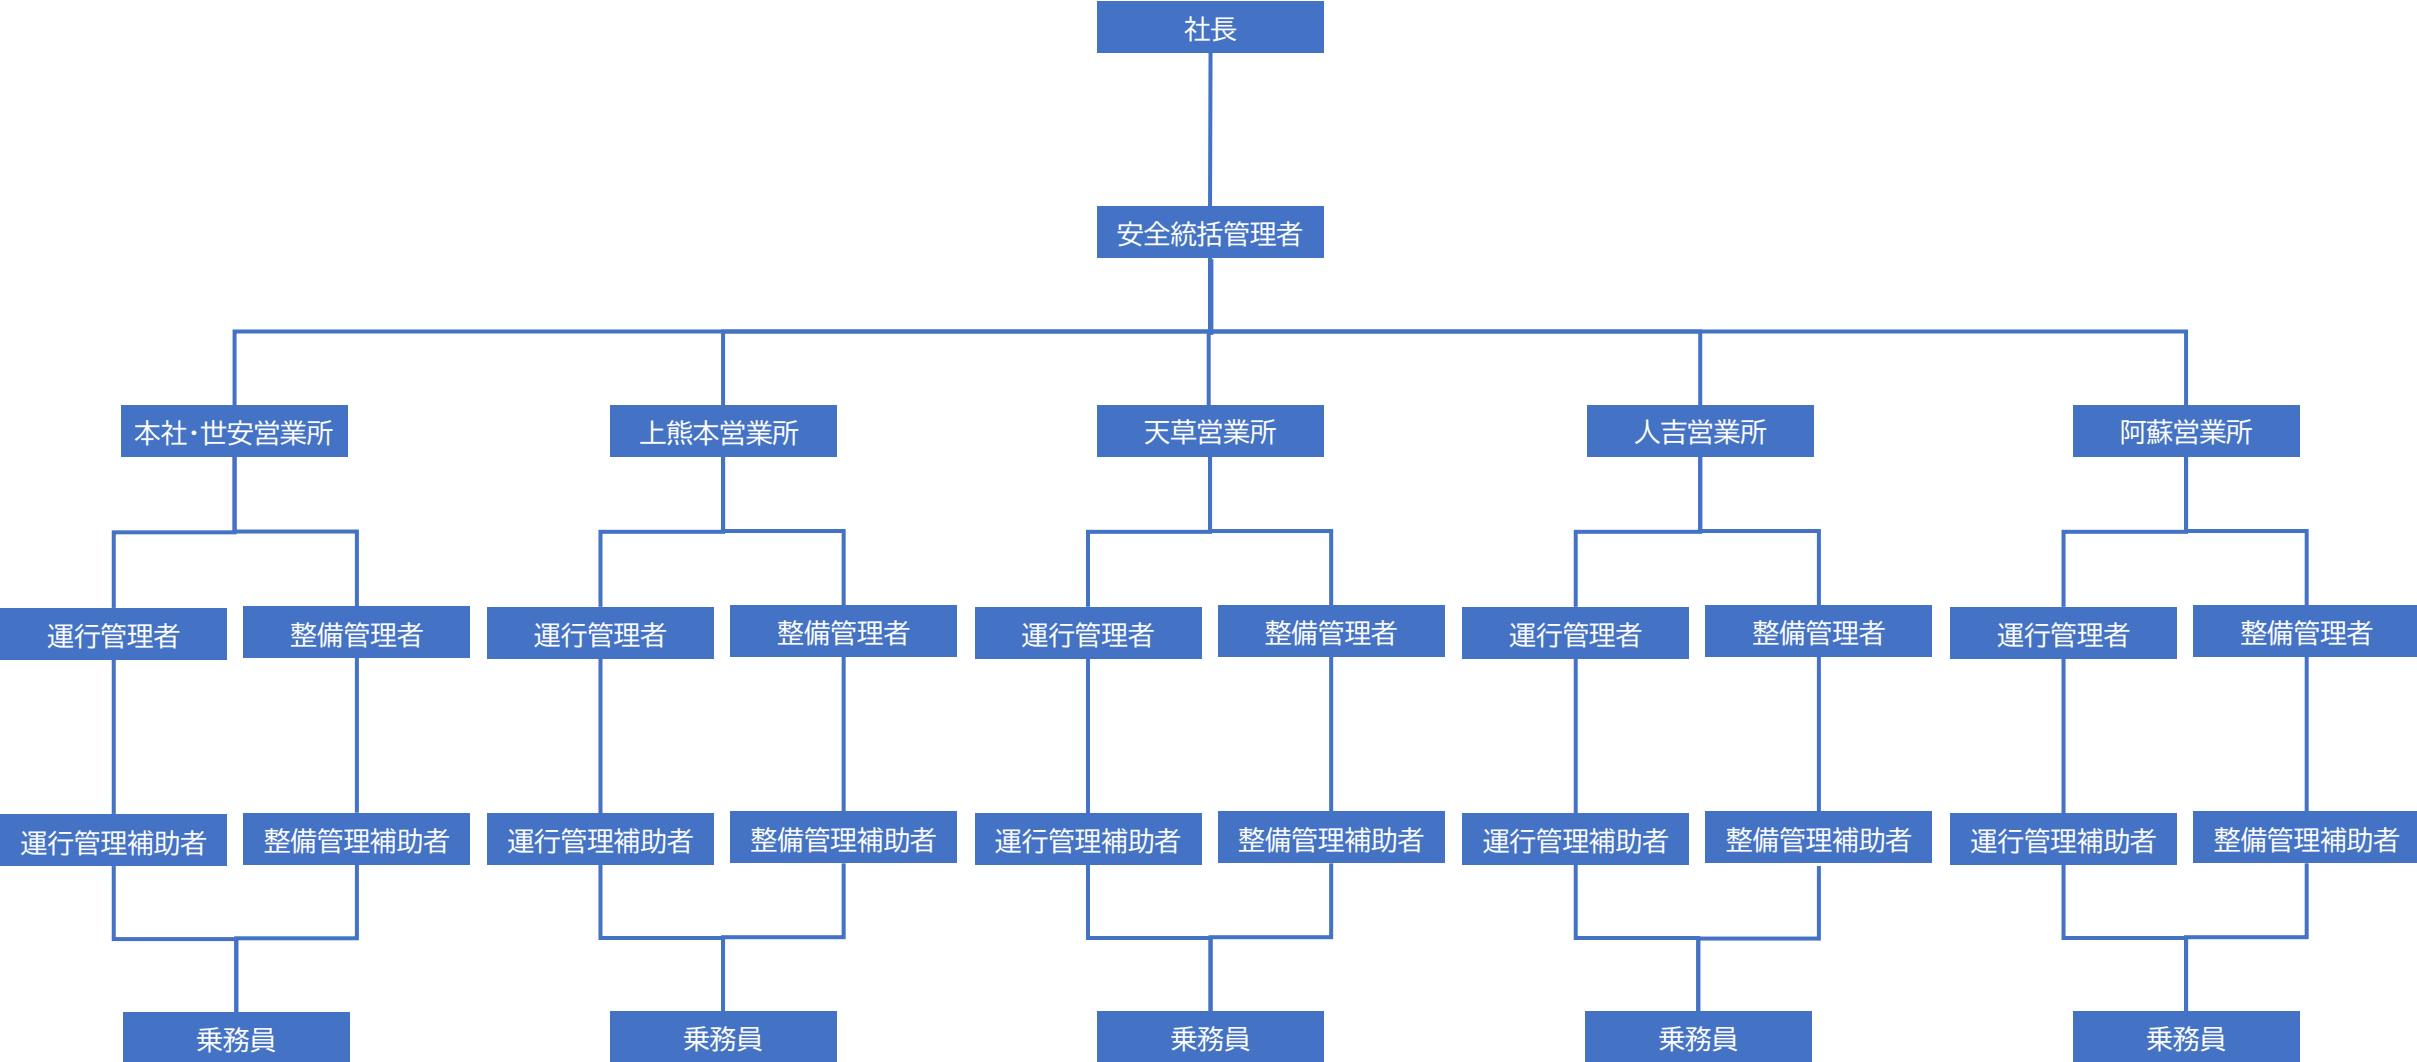 社長
安全統括管理者
本社・世安営業所
上熊本営業所
天草営業所
人吉営業所
阿蘇営業所
運行管理者
整備管理者
運行管理者
整備管理者
運行管理者
整備管理者
運行管理者
整備管理者
運行管理者
整備管理者
運行管理補助者
整備管理補助者
運行管理補助者
整備管理補助者
運行管理補助者
整備管理補助者
運行管理補助者
整備管理補助者
運行管理補助者
整備管理補助者
乗務員
乗務員
乗務員
乗務員
乗務員